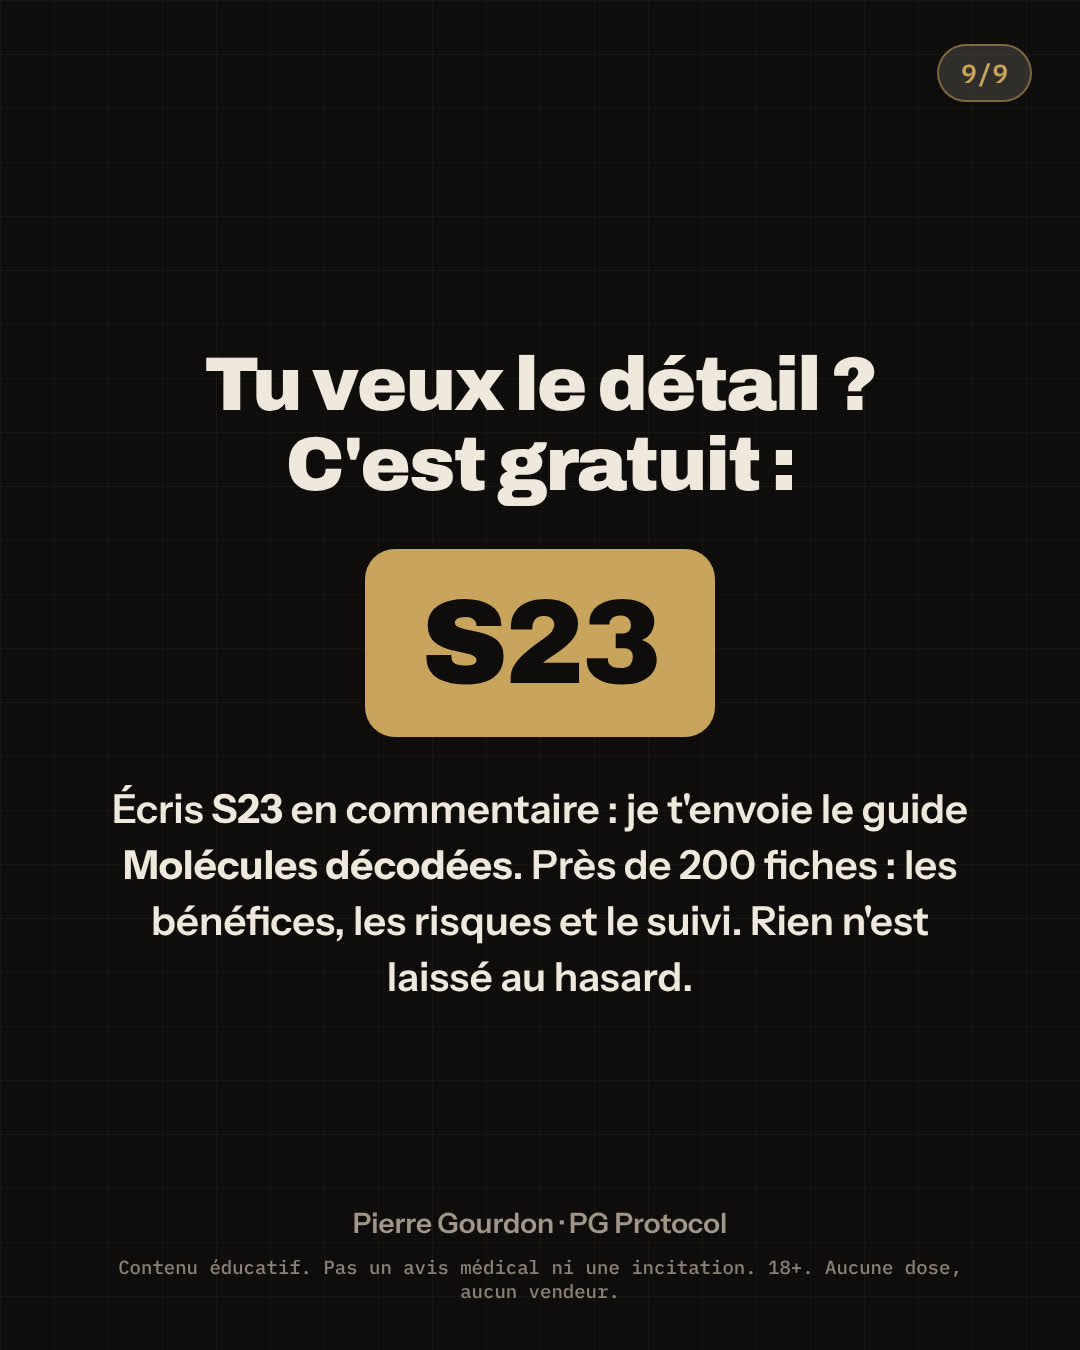 9/9
Tu veux le détail ?
C'est gratuit :
S23
Écris S23 en commentaire : je t'envoie le guide
Molécules décodées. Près de 200 fiches : les
bénéfices, les risques et le suivi. Rien n'est
laissé au hasard.
Pierre Gourdon · PG Protocol
Contenu éducatif. Pas un avis médical ni une incitation. 18+. Aucune dose,
aucun vendeur.